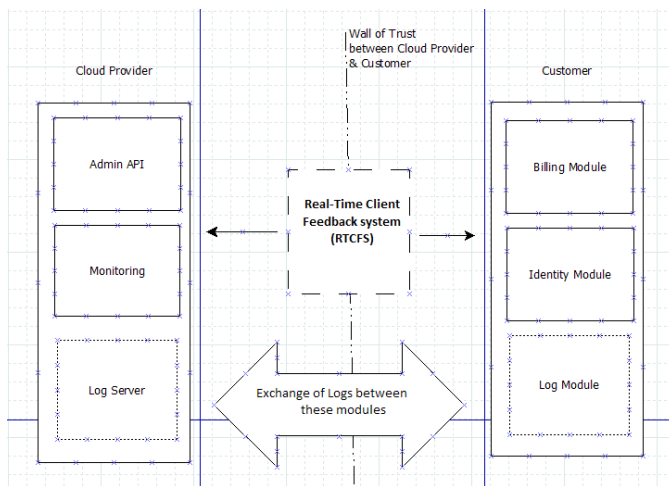 Wall of Trust
between Cloud Provider
& Customer
Cloud Provider
Customer
Admin API
Billing Module
Real-Time Client
Feedback system
(RTCFS)
Monitoring
Identity Module
Log Server
Exchange of Logs between
these modules
Log Module